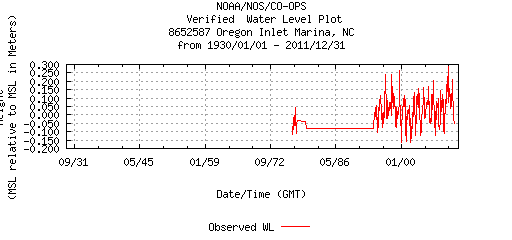 NOAA/NOS/CO-OPS
Verified  Water Level Plot
8652587 Oregon Inlet Marina, NC
from 1930/01/01 - 2011/12/31
(MSL relative to MSL in Meters)
0.300
0.250
0.200
0.150
0.100
0.050
0.000
-0.050
-0.100
-0.150
-0.200
09/31 05/45 01/59 09/72 05/86 01/00
Date/Time (GMT)
Observed WL